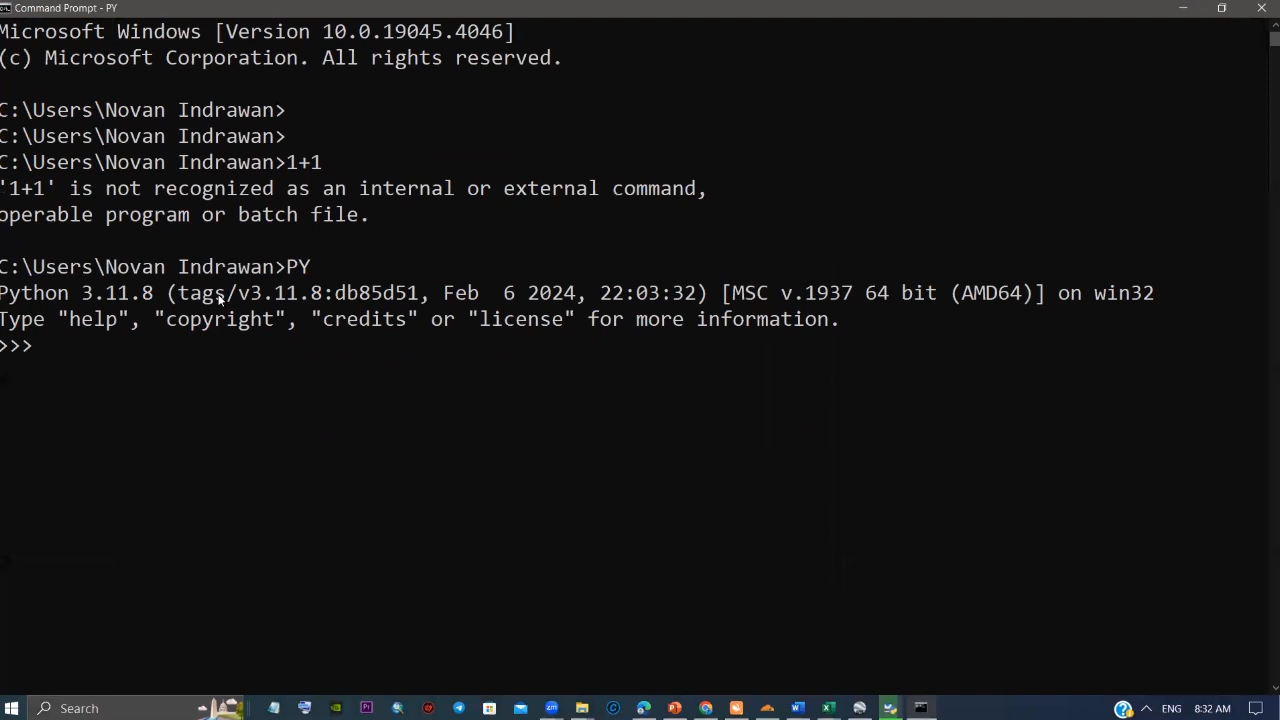 Command Prompt - PY
Microsoft Windows [Version 10.0.19045.4046]
(c) Microsoft Corporation. All rights reserved.
C:\Users\Novan Indrawan>
C:\Users\Novan Indrawan>
C:\Users\Novan Indrawan>1+1
'1+1' is not recognized as an internal or external command,
operable program or batch file.
C:\Users\Novan Indrawan>PY
Python 3.11.8 (tags/v3.11.8:db85d51, Feb  6 2024, 22:03:32) [MSC v.1937 64 bit (AMD64)] on win32
Type "help", "copyright", "credits" or "license" for more information.
>>>
Search
ENG
8:32 AM